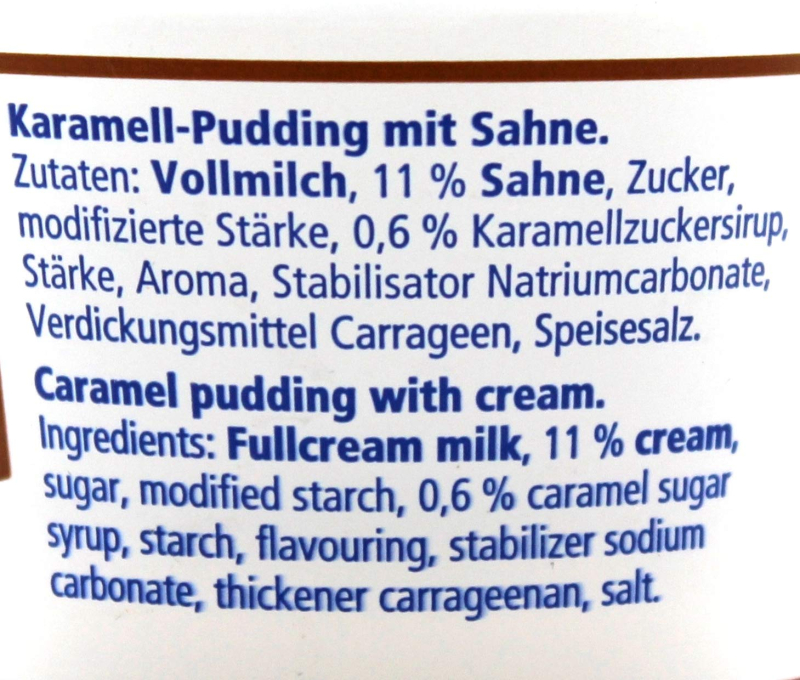 Karamell-Pudding mit Sahne.
Zutaten: Vollmilch, 11 % Sahne, Zucker,
modifizierte Stärke, 0,6 % Karamellzuckersirup,
Stärke, Aroma, Stabilisator Natriumcarbonate,
Verdickungsmittel Carrageen, Speisesalz.
Caramel pudding with cream.
Ingredients: Fullcream milk, 11 % cream,
sugar, modified starch, 0,6 % caramel sugar
syrup, starch, flavouring, stabilizer sodium
carbonate, thickener carrageenan, salt.